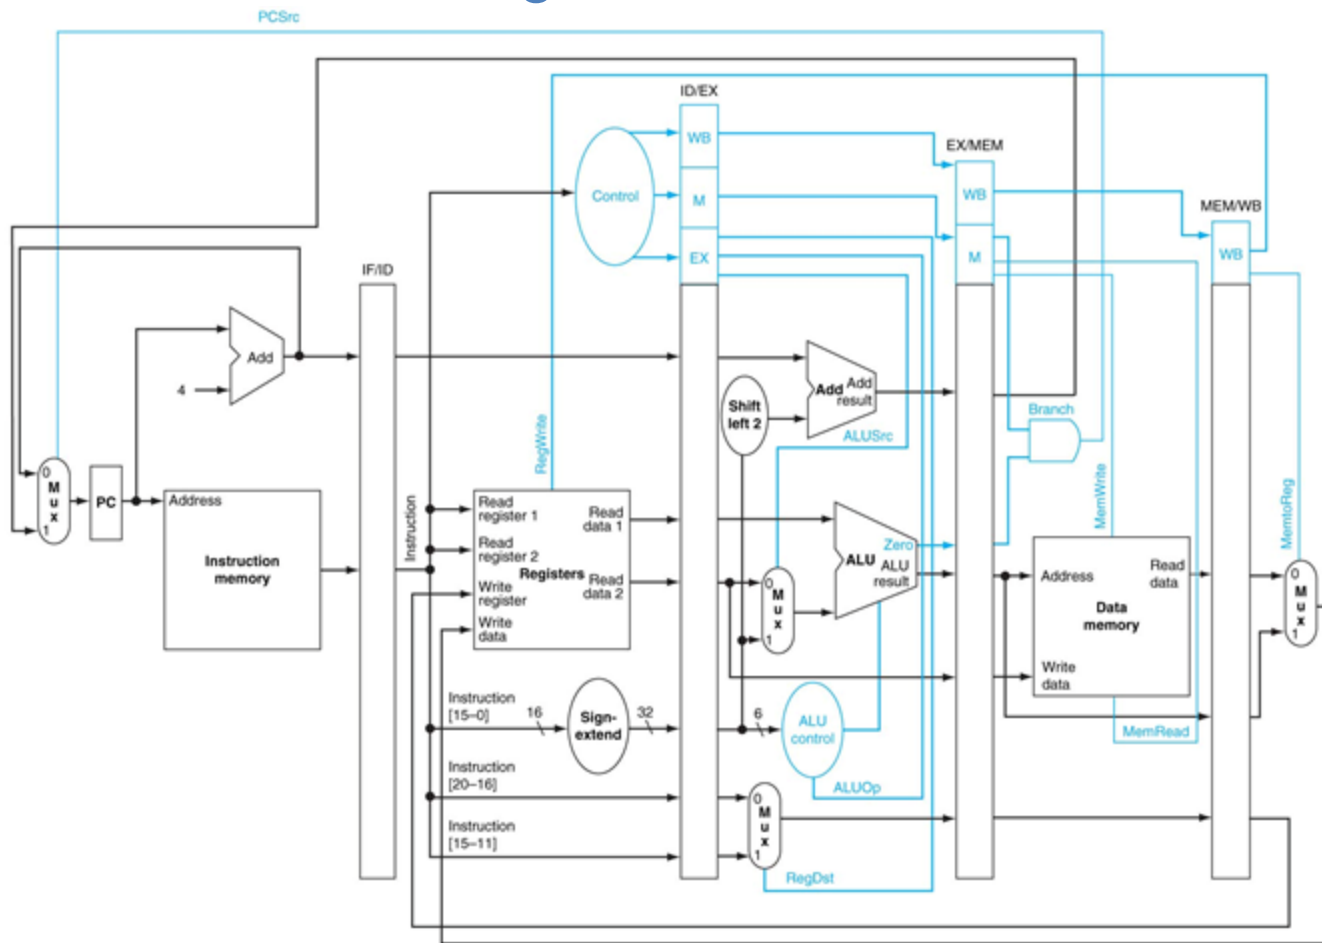 PCSrc
ID/EX
WB
EX/MEM
Control
M
WB
MEM/WB
EX
M
WB
IF/ID
Add
4
Shift
left 2
Add
Add
result
ALUSrc
Branch
RegWrite
MemWrite
MemtoReg
0
M
u
x
1
PC
Address
Instruction
memory
Instruction
Read
register 1
Read
register 2
Write
register
Write
data
Registers
Read
data 1
Read
data 2
0
M
u
x
1
ALU
Zero
ALU
result
Address
Read
data
Data
memory
Write
data
0
M
u
x
1
Instruction
[15–0]
16
Sign-
extend
32
6
ALU
control
MemRead
Instruction
[20–16]
ALUOp
0
M
u
x
1
Instruction
[15–11]
RegDst